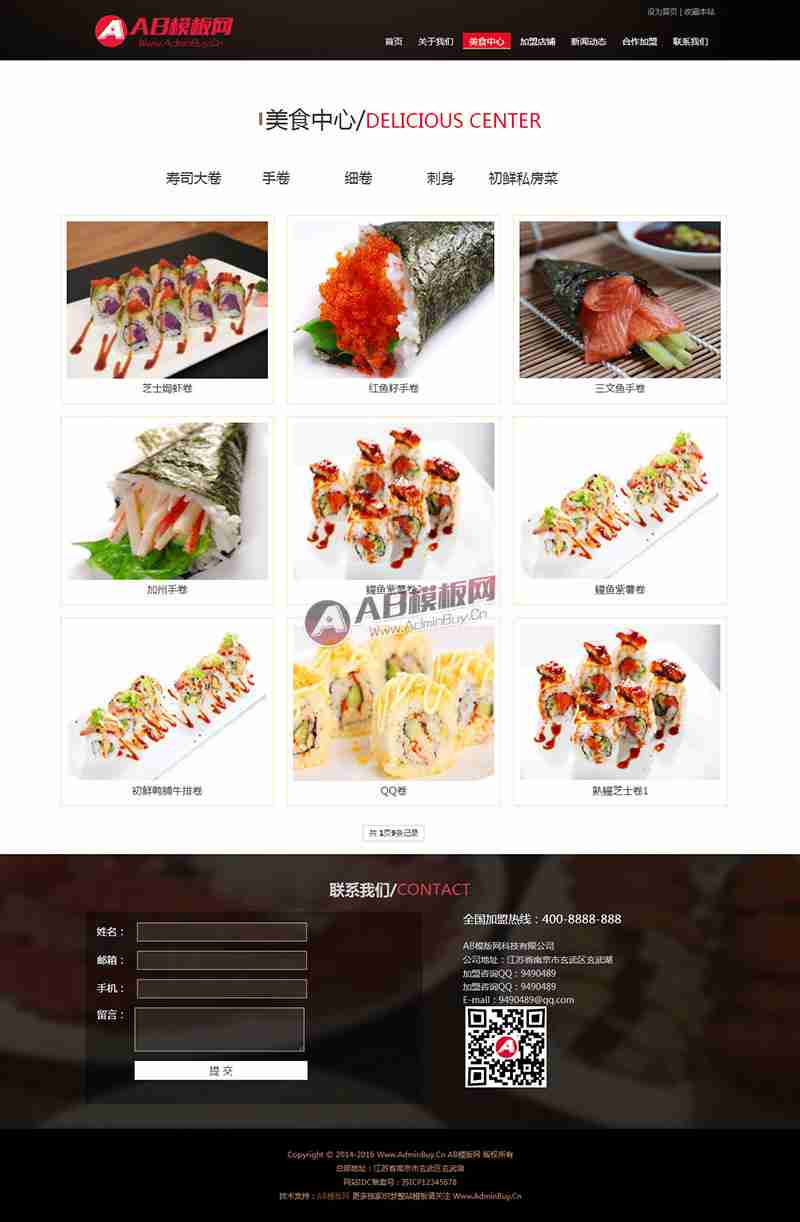 设为首页 | 收藏本站
AB模板网
Www.AdminBuy.Cn
首页 关于我们 美食中心 加盟店铺 新闻动态 合作加盟 联系我们
美食中心/DELICIOUS CENTER
寿司大卷 手卷 细卷 刺身 初鲜私房菜
芝士焗虾卷 红鱼籽手卷 三文鱼手卷
加州手卷 鳗鱼紫薯卷 鳗鱼紫薯卷
AB模板网
www.AdminBuy.Cn
初鲜鸭脯牛排卷 QQ卷 熟鳗芝士卷1
共 1页9条记录
联系我们/CONTACT
姓名：
邮箱：
手机：
留言：
提 交
全国加盟热线：400-8888-888
AB模版网科技有限公司
公司地址：江苏省南京市玄武区玄武湖
加盟咨询QQ：9490489
加盟咨询QQ：9490489
E-mail：9490489@qq.com
Copyright © 2014-2016 Www.AdminBuy.Cn AB模板网 版权所有
总部地址：江苏省南京市玄武区玄武湖
网站IDC备案号：苏ICP12345678
技术支持：AB模板网 更多独家织梦整站模板请关注 Www.AdminBuy.Cn